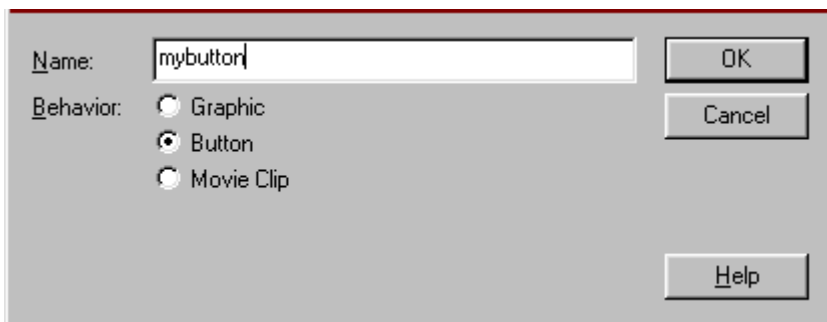 Name: mybutton OK
Behavior: Graphic Cancel
Button
Movie Clip
Help